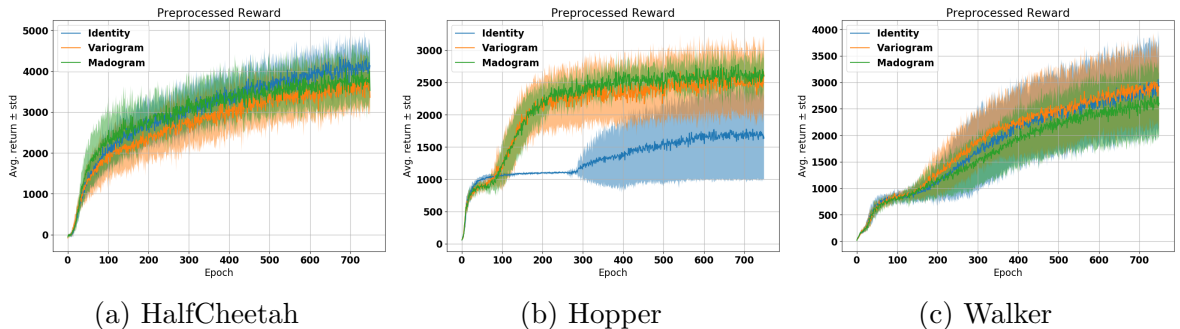 Preprocessed Reward
Identity
Variogram
Madogram
Avg. return ± std
5000
4000
3000
2000
1000
0
0 100 200 300 400 500 600 700
Epoch
(a) HalfCheetah
Preprocessed Reward
Identity
Variogram
Madogram
Avg. return ± std
3000
2500
2000
1500
1000
500
0
0 100 200 300 400 500 600 700
Epoch
(b) Hopper
Preprocessed Reward
Identity
Variogram
Madogram
Avg. return ± std
4000
3500
3000
2500
2000
1500
1000
500
0
0 100 200 300 400 500 600 700
Epoch
(c) Walker